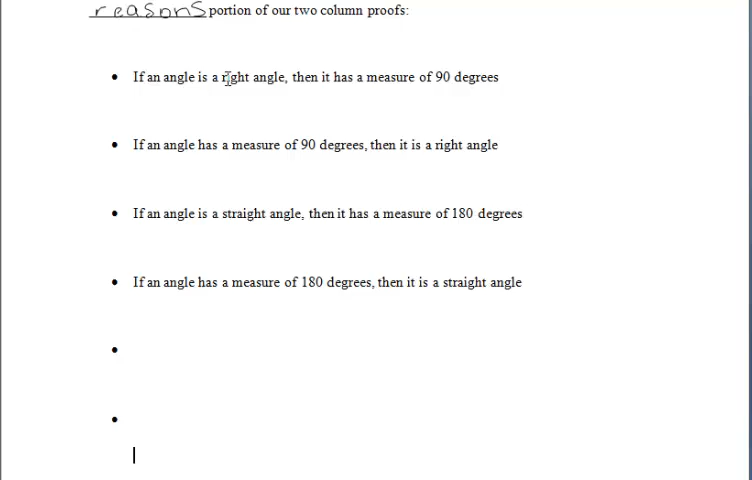 reasons portion of our two column proofs:
• If an angle is a right angle, then it has a measure of 90 degrees
• If an angle has a measure of 90 degrees, then it is a right angle
• If an angle is a straight angle, then it has a measure of 180 degrees
• If an angle has a measure of 180 degrees, then it is a straight angle
•
•